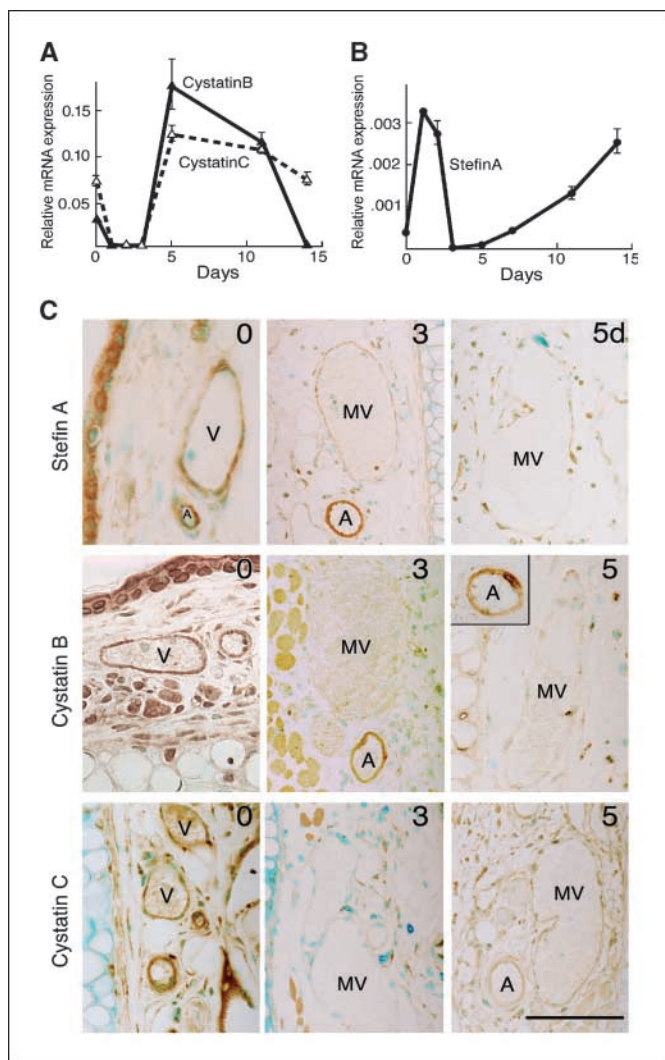 A
B
Relative mRNA expression
0.15
0.10
0.05
CystatinB
CystatinC
0
5
10
15
Days
Relative mRNA expression
.003
.002
.001
StefinA
0
5
10
15
Days
C
Stefin A
0
V
A
3
MV
A
5d
MV
Cystatin B
0
V
3
MV
A
5
A
MV
Cystatin C
0
V
V
3
MV
5
MV
A